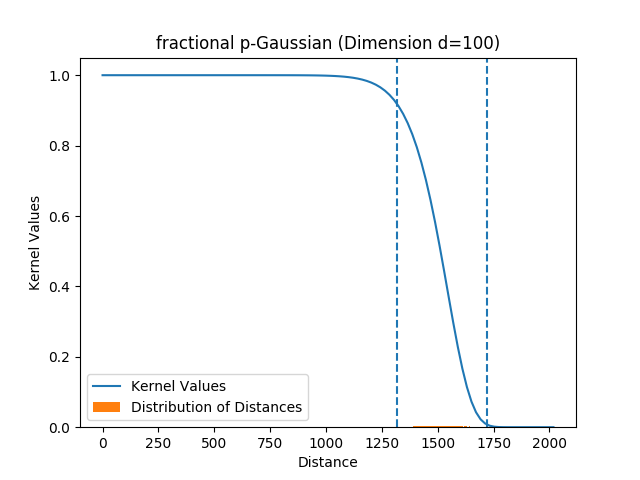 fractional p-Gaussian (Dimension d=100)
1.0
0.8
0.6
0.4
0.2
0.0
Kernel Values
Kernel Values
Distribution of Distances
0 250 500 750 1000 1250 1500 1750 2000
Distance